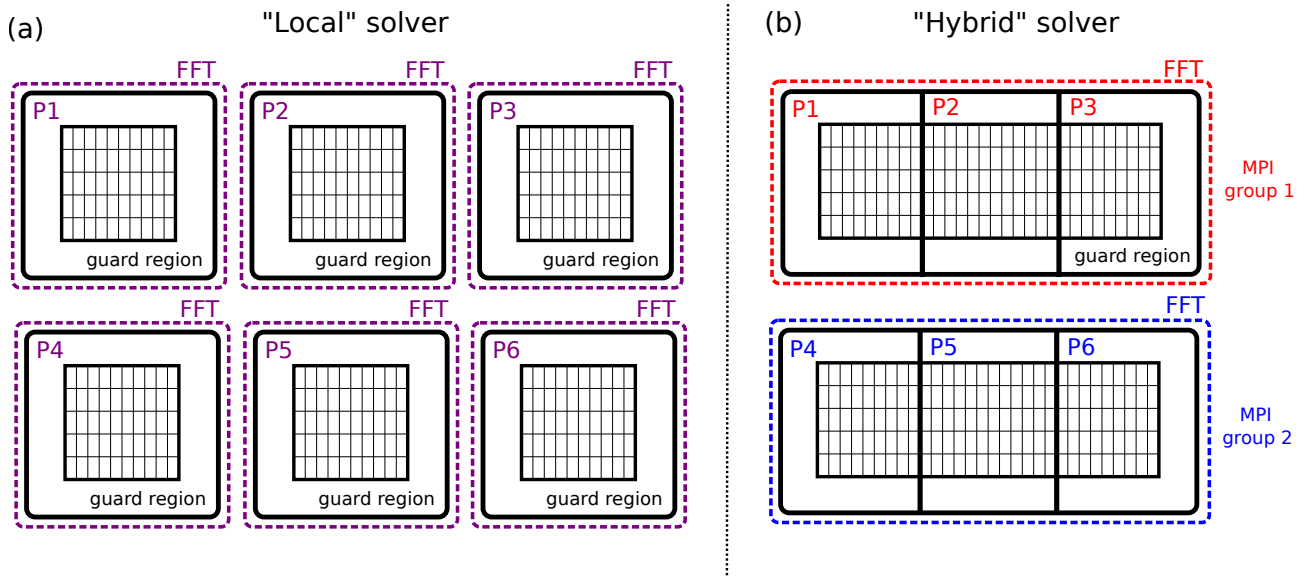 (a)
"Local" solver
FFT
FFT
FFT
P1
P2
P3
guard region
guard region
guard region
FFT
FFT
FFT
P4
P5
P6
guard region
guard region
guard region
(b)
"Hybrid" solver
FFT
P1
P2
P3
guard region
MPI
group 1
FFT
P4
P5
P6
MPI
group 2